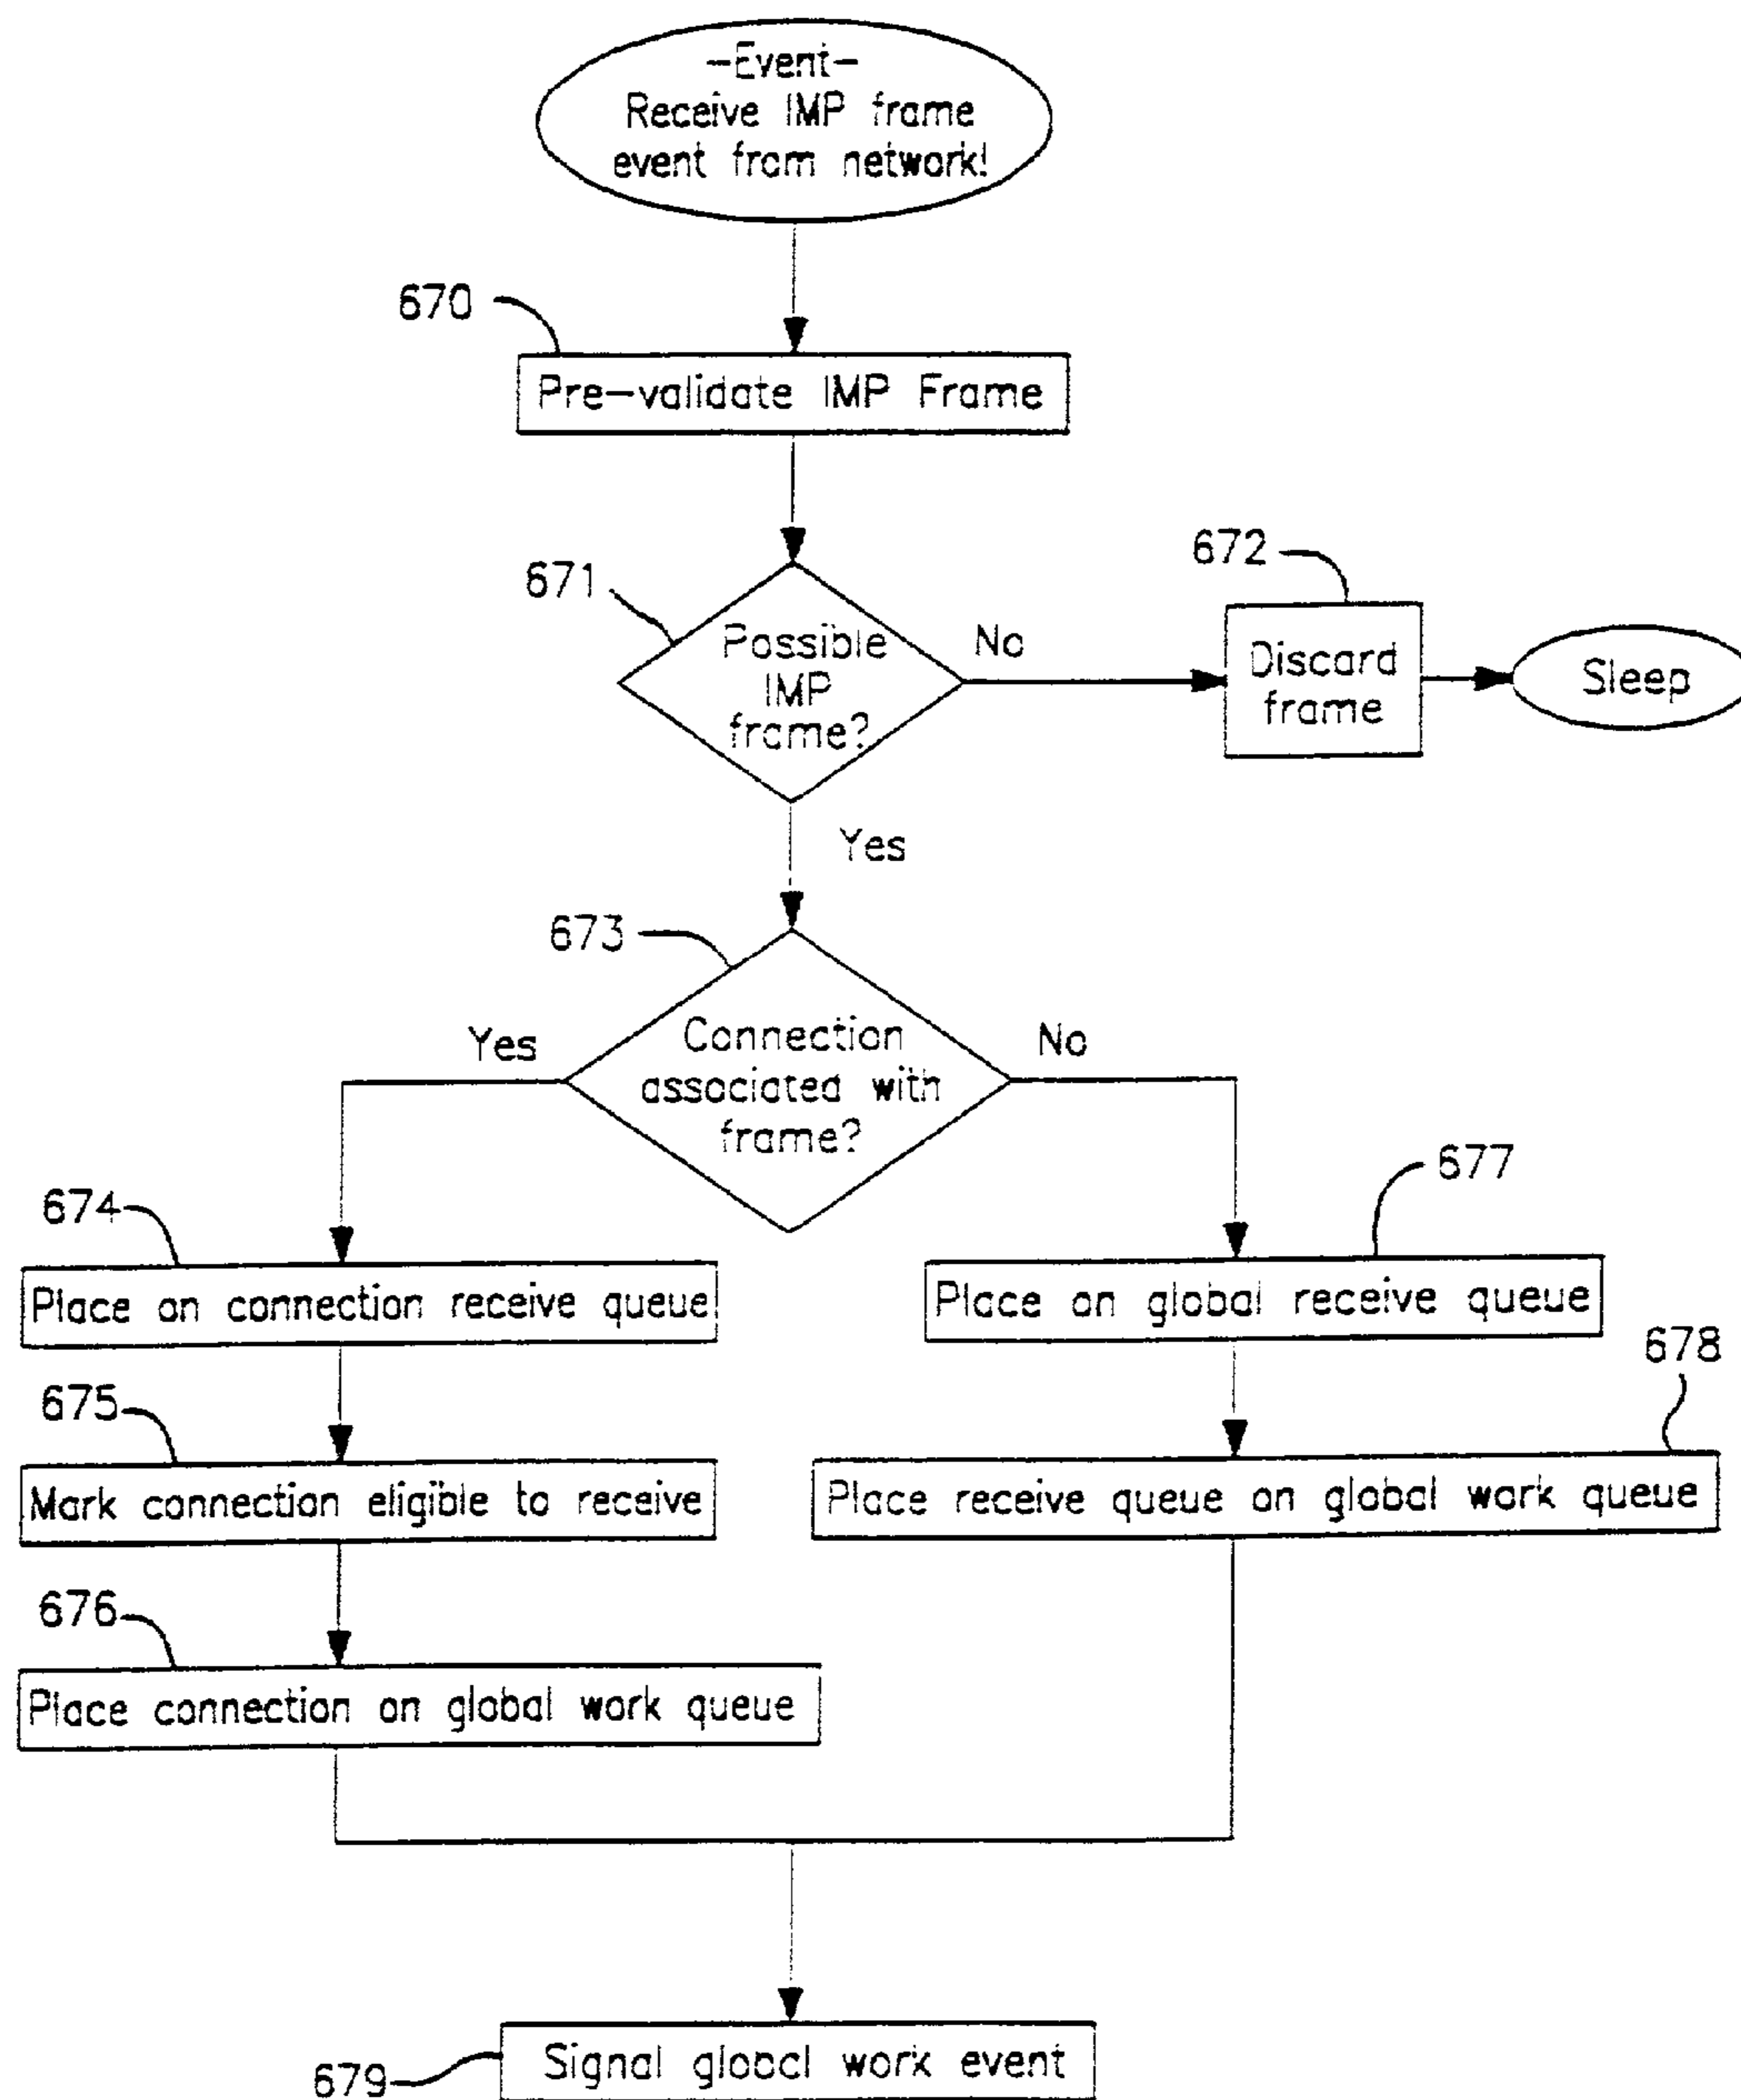 -Event-
Receive IMP frame
event from network!
670
Pre-validate IMP Frame
671
Possible
IMP
frame?
No
672
Discard
frame
Sleep
Yes
673
Connection
associated with
frame?
Yes
No
674
Place on connection receive queue
677
Place on global receive queue
675
Mark connection eligible to receive
678
Place receive queue on global work queue
676
Place connection on global work queue
679
Signal global work event